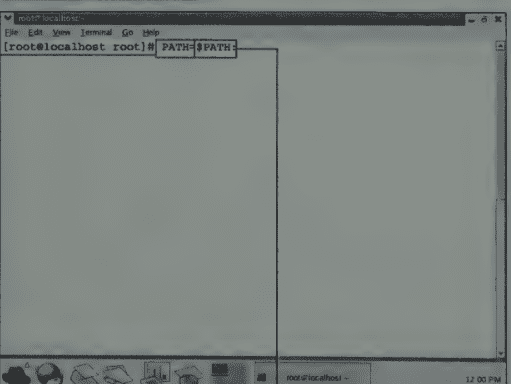 root@localhost:~
File Edit View Terminal Go Help
[root@localhost root]# PATH=$PATH:
root@localhost:~
12:00 PM